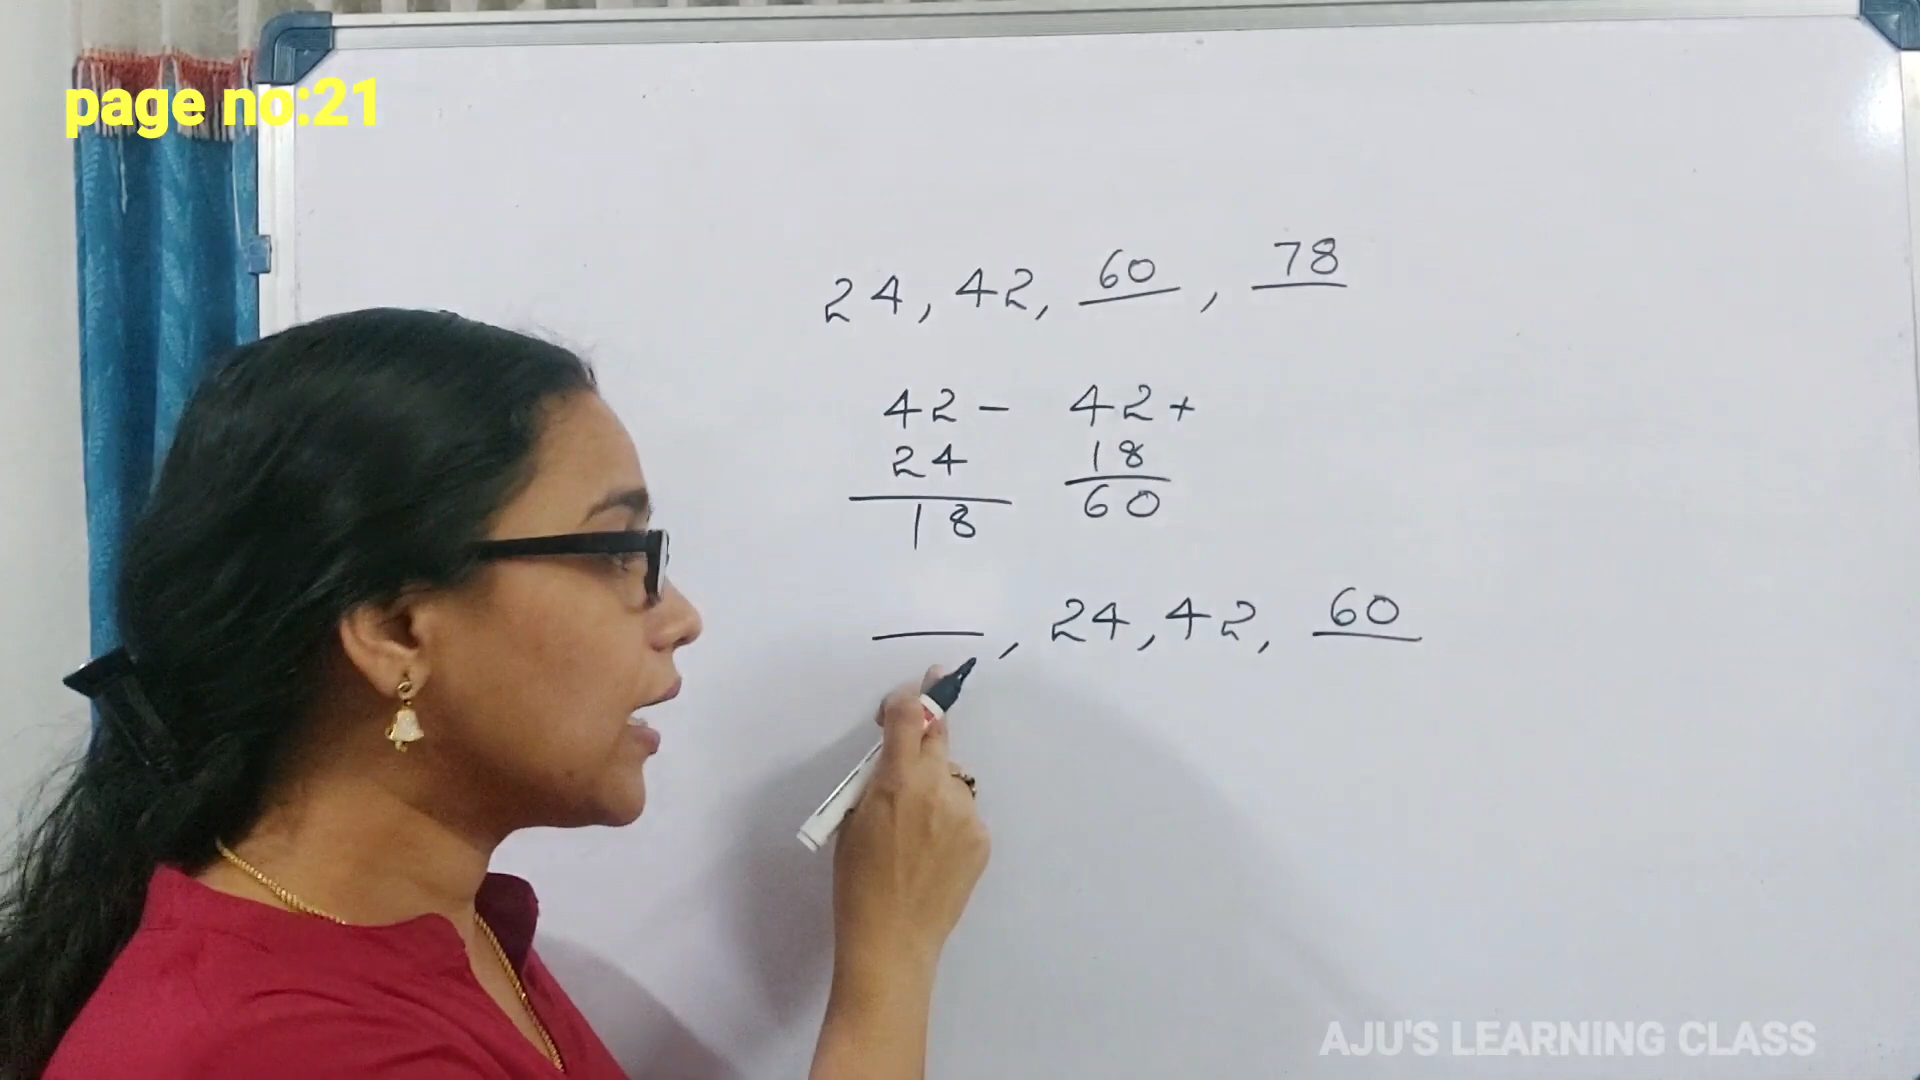 page no:21
24, 42, 60, 78
42 - 42 +
24 18
18 60
__, 24, 42, 60
AJU'S LEARNING CLASS